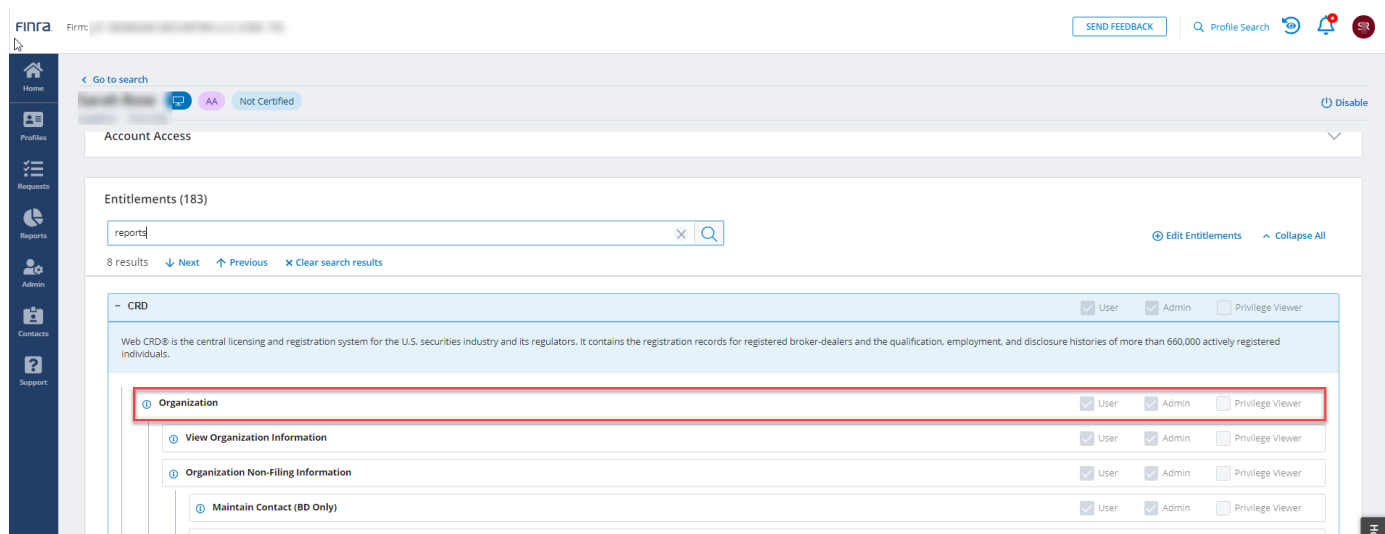 FINRA Firm:
SEND FEEDBACK Profile Search SR
Home
Profiles
Requests
Reports
Admin
Contacts
Support
Go to search
AA Not Certified
Disable
Account Access
Entitlements (183)
reports
Edit Entitlements Collapse All
8 results Next Previous Clear search results
− CRD User Admin Privilege Viewer
Web CRD® is the central licensing and registration system for the U.S. securities industry and its regulators. It contains the registration records for registered broker-dealers and the qualification, employment, and disclosure histories of more than 660,000 actively registered
individuals.
Organization User Admin Privilege Viewer
View Organization Information User Admin Privilege Viewer
Organization Non-Filing Information User Admin Privilege Viewer
Maintain Contact (BD Only) User Admin Privilege Viewer